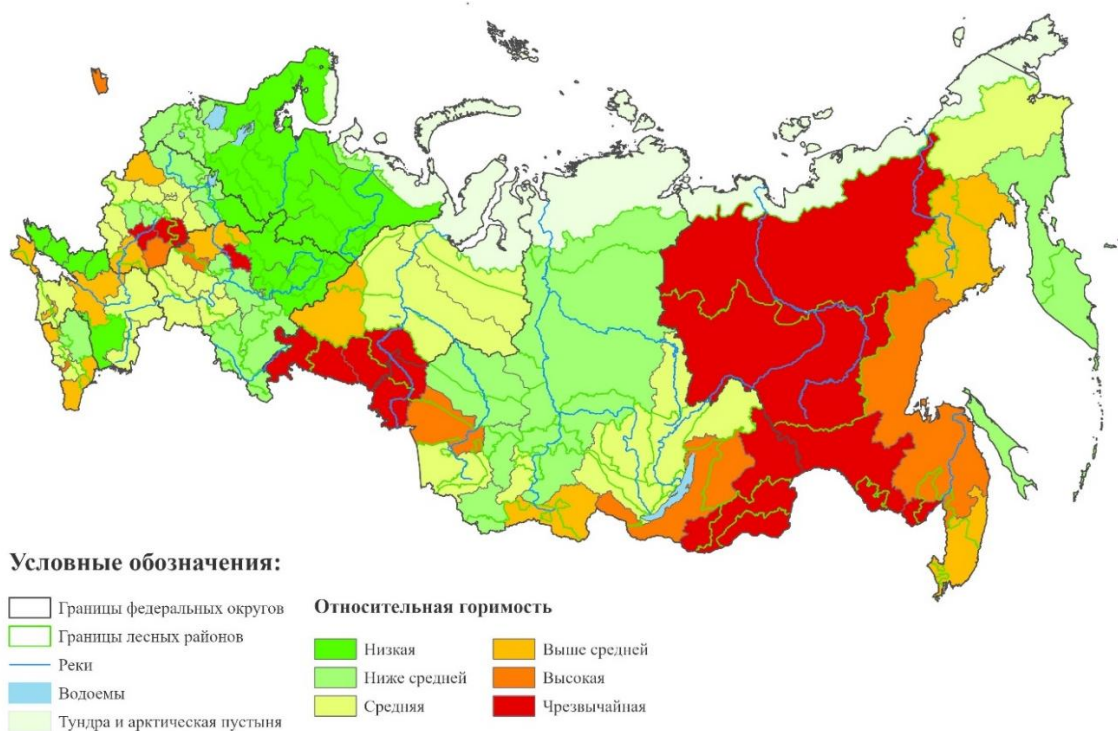 Условные обозначения:
Границы федеральных округов
Границы лесных районов
Реки
Водоемы
Тундра и арктическая пустыня
Относительная горимость
Низкая
Ниже средней
Средняя
Выше средней
Высокая
Чрезвычайная